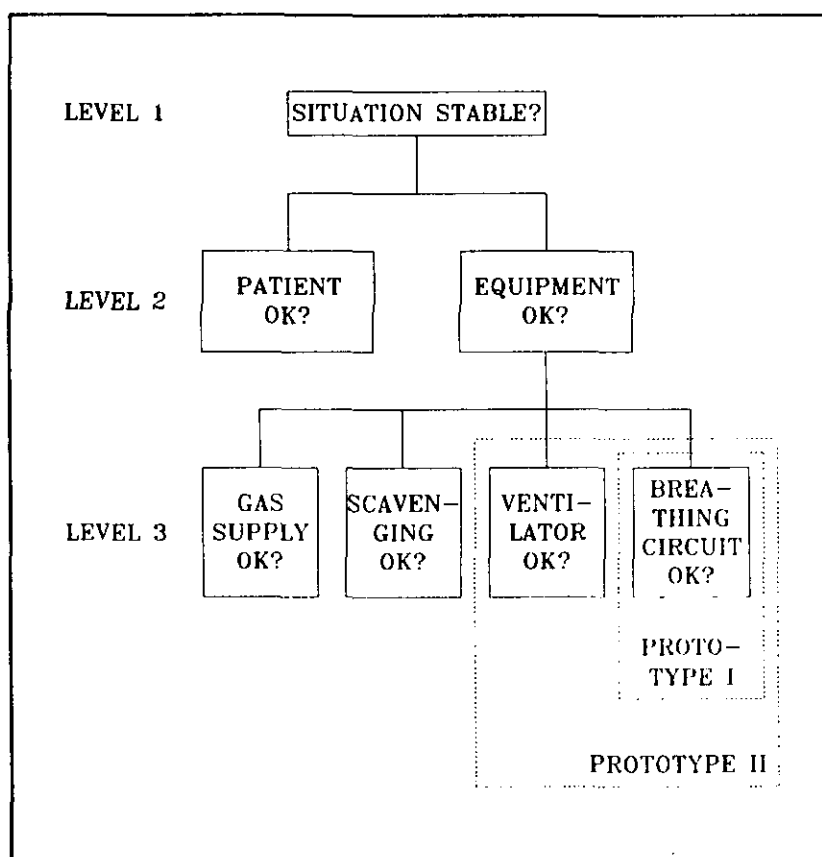 LEVEL 1
SITUATION STABLE?
LEVEL 2
PATIENT
OK?
EQUIPMENT
OK?
LEVEL 3
GAS
SUPPLY
OK?
SCAVEN-
GING
OK?
VENTI-
LATOR
OK?
BREA-
THING
CIRCUIT
OK?
PROTO-
TYPE I
PROTOTYPE II